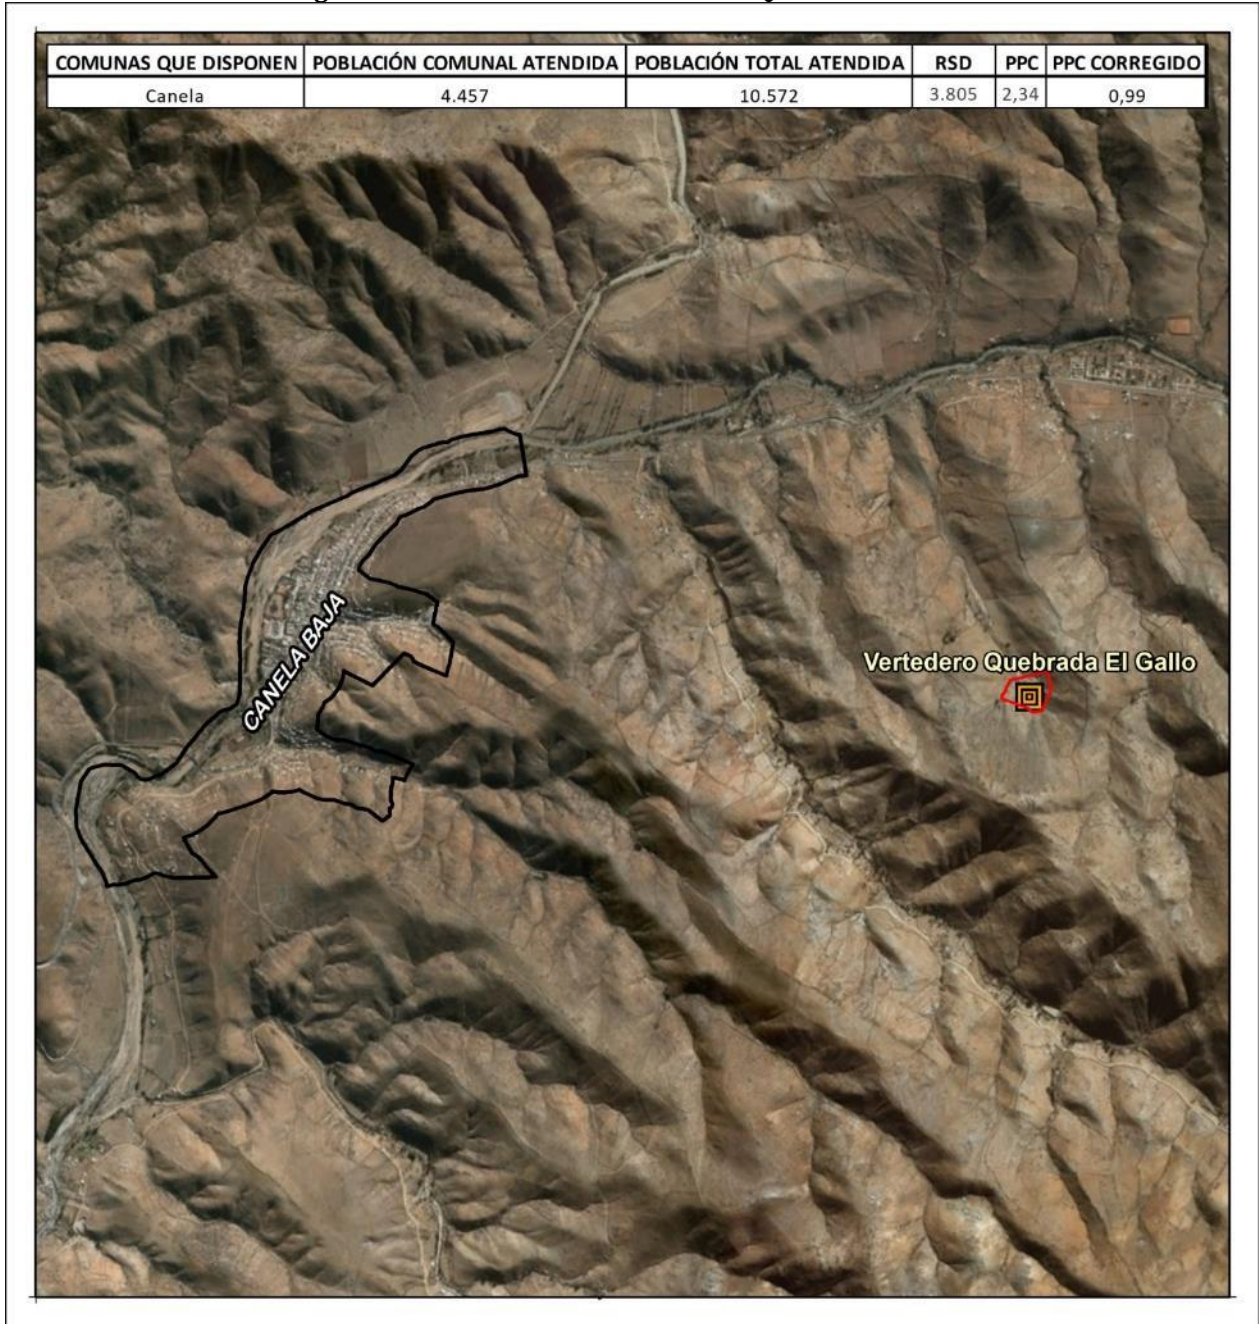 COMUNAS QUE DISPONEN POBLACIÓN COMUNAL ATENDIDA POBLACIÓN TOTAL ATENDIDA RSD PPC PPC CORREGIDO
Canela 4.457 10.572 3.805 2,34 0,99
Vertedero Quebrada El Gallo
CANELA BAJA